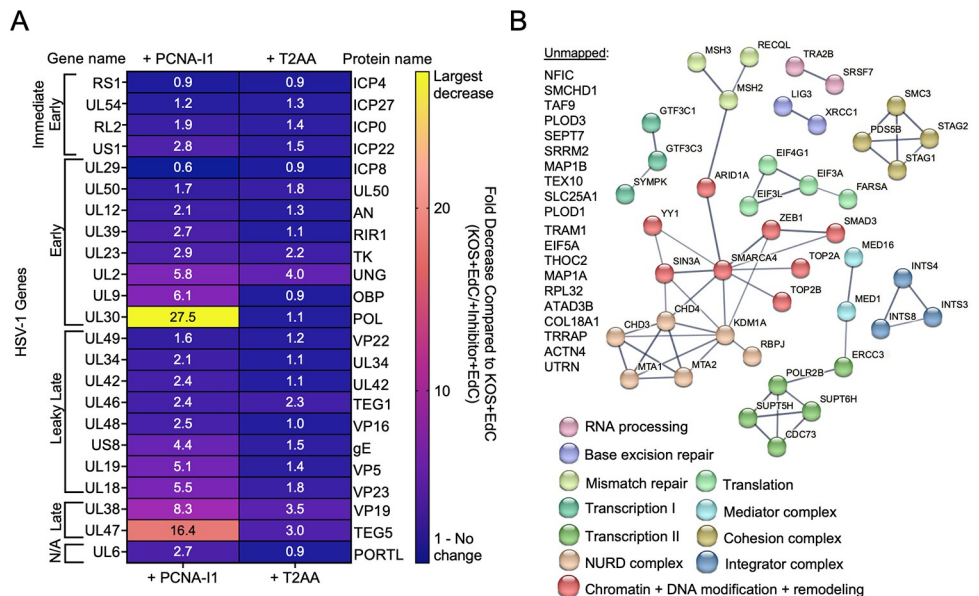 A
Gene name + PCNA-I1 + T2AA Protein name
HSV-1 Genes
Immediate Early
RS1 0.9 0.9 ICP4
UL54 1.2 1.3 ICP27
RL2 1.9 1.4 ICP0
US1 2.8 1.5 ICP22
Early
UL29 0.6 0.9 ICP8
UL50 1.7 1.8 UL50
UL12 2.1 1.3 AN
UL39 2.7 1.1 RIR1
UL23 2.9 2.2 TK
UL2 5.8 4.0 UNG
UL9 6.1 0.9 OBP
UL30 27.5 1.1 POL
Leaky Late
UL49 1.6 1.2 VP22
UL34 2.1 1.1 UL34
UL42 2.4 1.1 UL42
UL46 2.4 2.3 TEG1
UL48 2.5 1.0 VP16
US8 4.4 1.5 gE
UL19 5.1 1.4 VP5
UL18 5.5 1.8 VP23
Late
UL38 8.3 3.5 VP19
UL47 16.4 3.0 TEG5
N/A
UL6 2.7 0.9 PORTL
+ PCNA-I1 + T2AA
Largest decrease
20
10
1 - No change
Fold Decrease Compared to KOS+EdC
(KOS+EdC/+Inhibitor+EdC)
B
Unmapped:
NFIC
SMCHD1
TAF9
PLOD3
SEPT7
SRRM2
MAP1B
TEX10
SLC25A1
PLOD1
TRAM1
EIF5A
THOC2
MAP1A
RPL32
ATAD3B
COL18A1
TRRAP
ACTN4
UTRN
MSH3
RECQL
MSH2
TRA2B
SRSF7
LIG3
XRCC1
SMC3
PDS5B
STAG2
STAG1
GTF3C1
GTF3C3
SYMPK
ARID1A
EIF4G1
EIF3A
EIF3L
FARSA
YY1
ZEB1
SMAD3
SIN3A
SMARCA4
TOP2A
TOP2B
MED16
MED1
INTS4
INTS3
INTS8
CHD4
CHD3
KDM1A
RBPJ
MTA1
MTA2
ERCC3
POLR2B
SUPT5H
SUPT6H
CDC73
RNA processing
Base excision repair
Mismatch repair
Translation
Transcription I
Mediator complex
Transcription II
Cohesion complex
NURD complex
Integrator complex
Chromatin + DNA modification + remodeling